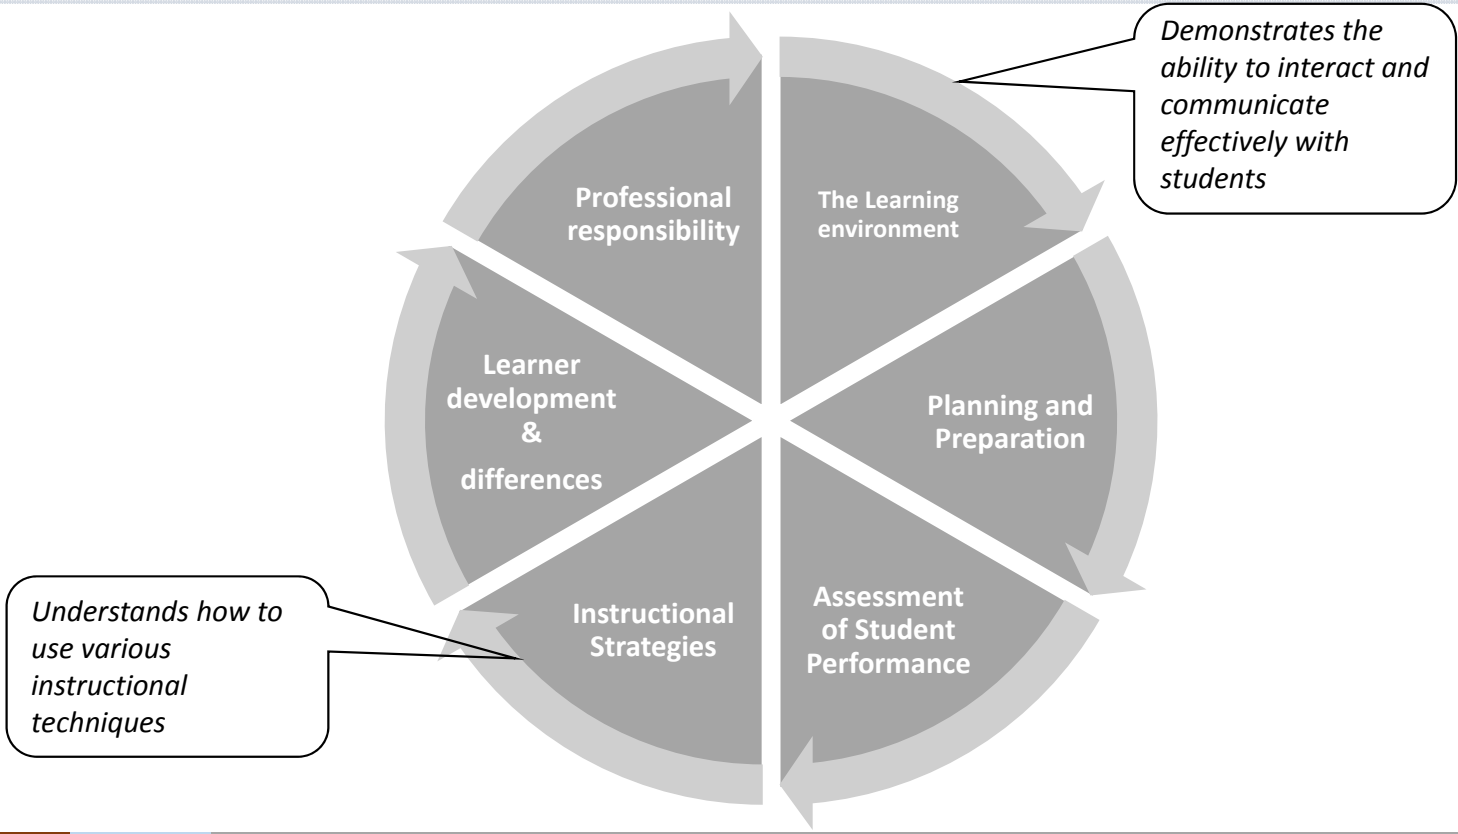 Demonstrates the
ability to interact and
communicate
effectively with
students
Professional
responsibility
The Learning
environment
Learner
development
&
differences
Planning and
Preparation
Assessment
of Student
Performance
Instructional
Strategies
Understands how to
use various
instructional
techniques